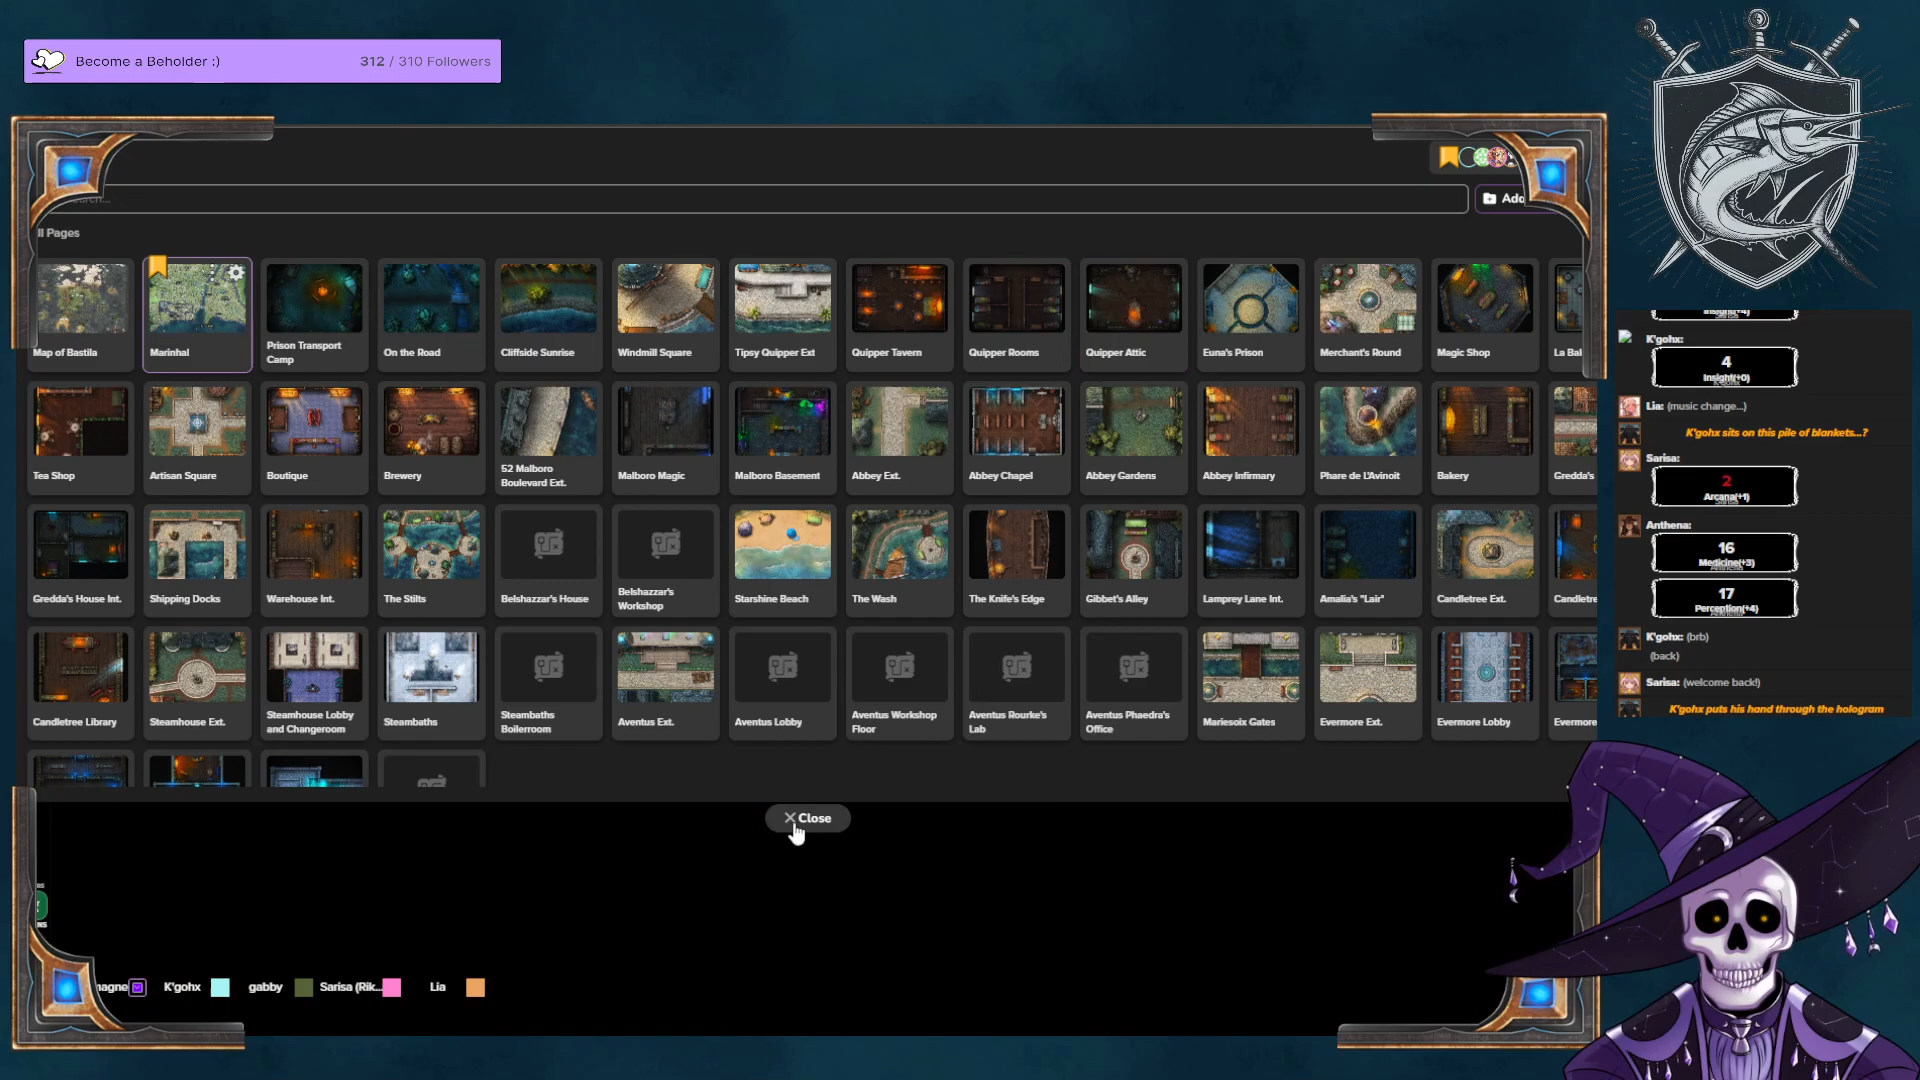 Become a Beholder :)
312 / 310 Followers
All Pages
Map of Bastila
Marinhal
Prison Transport
Camp
On the Road
Cliffside Sunrise
Windmill Square
Tipsy Quipper Ext
Quipper Tavern
Quipper Rooms
Quipper Attic
Euna's Prison
Merchant's Round
Magic Shop
La Bal
Tea Shop
Artisan Square
Boutique
Brewery
52 Malboro
Boulevard Ext.
Malboro Magic
Malboro Basement
Abbey Ext.
Abbey Chapel
Abbey Gardens
Abbey Infirmary
Phare de L'Avinoit
Bakery
Gredda's
Gredda's House Int.
Shipping Docks
Warehouse Int.
The Stilts
Belshazzar's House
Belshazzar's
Workshop
Starshine Beach
The Wash
The Knife's Edge
Gibbet's Alley
Lamprey Lane Int.
Amalia's "Lair"
Candletree Ext.
Candletre
Candletree Library
Steamhouse Ext.
Steamhouse Lobby
and Changeroom
Steambaths
Steambaths
Boilerroom
Aventus Ext.
Aventus Lobby
Aventus Workshop
Floor
Aventus Rourke's
Lab
Aventus Phaedra's
Office
Mariesoix Gates
Evermore Ext.
Evermore Lobby
Evermore
Close
K'gohx
gabby
Sarisa (Rik...
Lia
Insight(+4)
K'gohx:
4
Insight(+0)
Lia: (music change...)
K'gohx sits on this pile of blankets...?
Sarisa:
2
Arcana(+1)
Anthena:
16
Medicine(+3)
17
Perception(+4)
K'gohx: (brb)
(back)
Sarisa: (welcome back!)
K'gohx puts his hand through the hologram